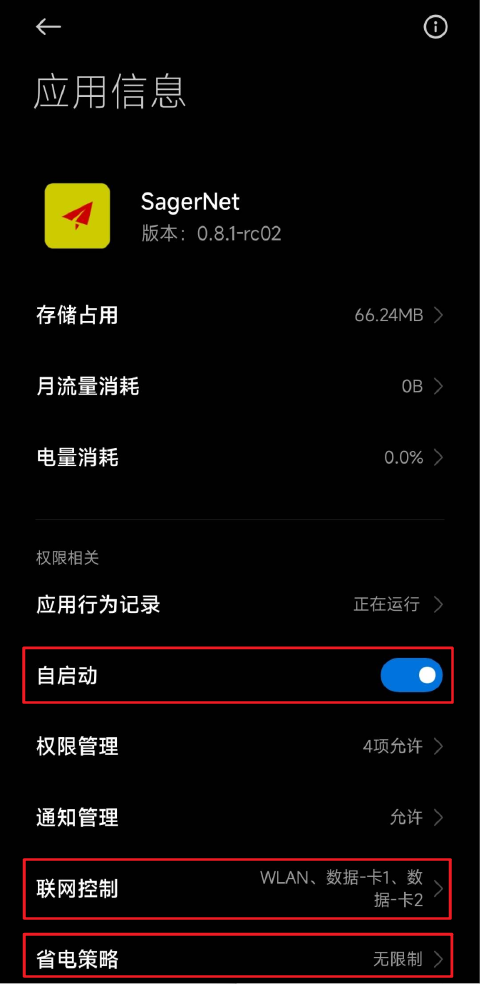 应用信息
SagerNet
版本：0.8.1-rc02
存储占用 66.24MB
月流量消耗 0B
电量消耗 0.0%
权限相关
应用行为记录 正在运行
自启动
权限管理 4项允许
通知管理 允许
联网控制 WLAN、数据-卡1、数
据-卡2
省电策略 无限制